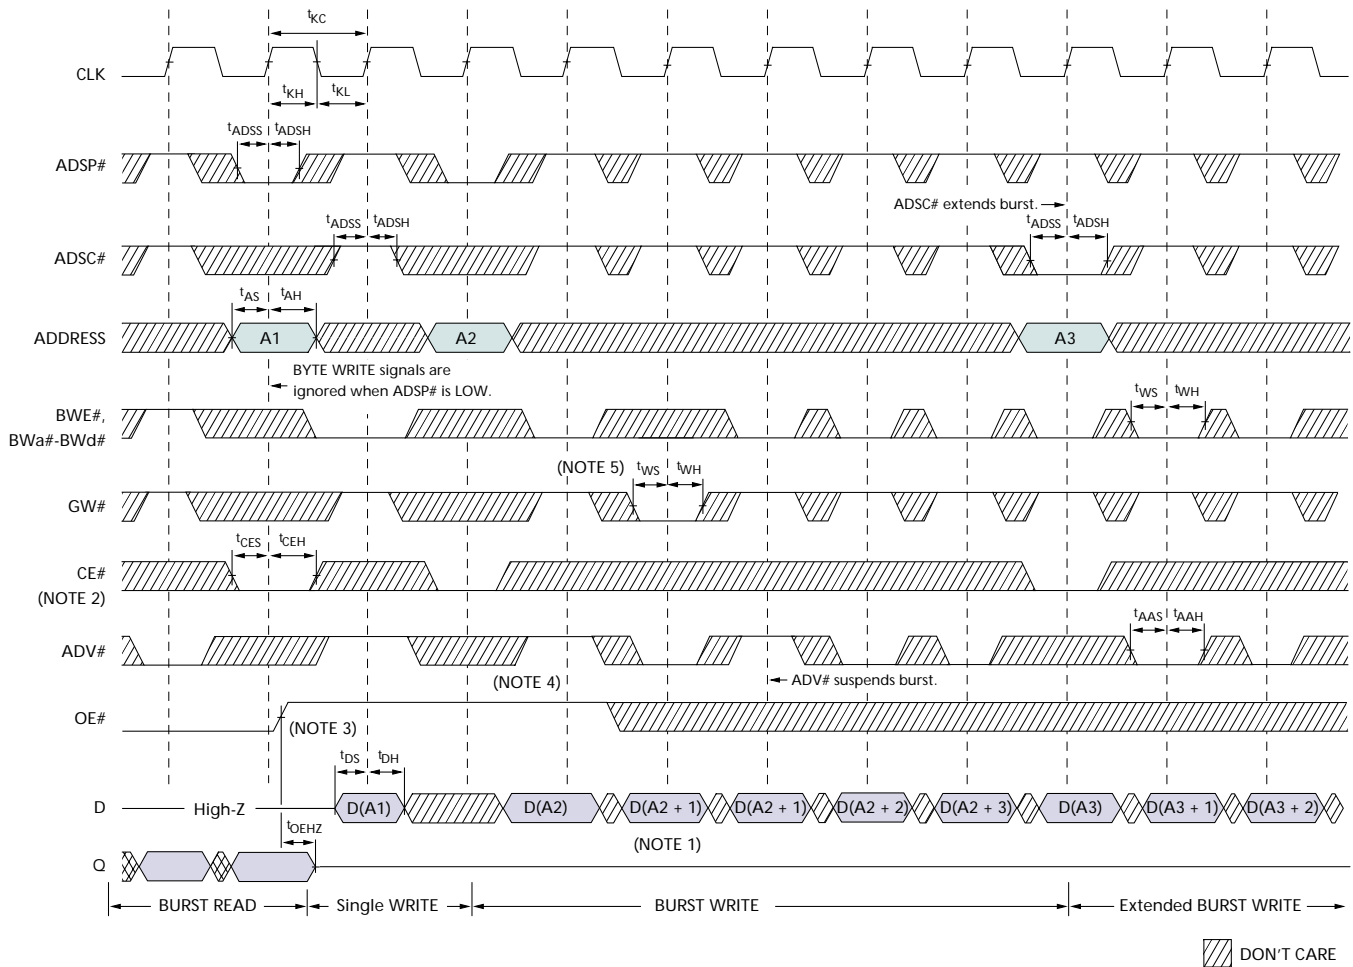 tKC
CLK
tKH
tKL
tADSS
tADSH
ADSP#
ADSC# extends burst.
tADSS
tADSH
tADSS
tADSH
ADSC#
tAS
tAH
ADDRESS
A1
A2
A3
BYTE WRITE signals are
ignored when ADSP# is LOW.
tWS
tWH
BWE#,
BWa#-BWd#
(NOTE 5)
tWS
tWH
GW#
tCES
tCEH
CE#
(NOTE 2)
tAAS
tAAH
ADV#
(NOTE 4)
ADV# suspends burst.
OE#
(NOTE 3)
tDS
tDH
D
High-Z
D(A1)
D(A2)
D(A2 + 1)
D(A2 + 1)
D(A2 + 2)
D(A2 + 3)
D(A3)
D(A3 + 1)
D(A3 + 2)
tOEHZ
(NOTE 1)
Q
BURST READ
Single WRITE
BURST WRITE
Extended BURST WRITE
DON'T CARE